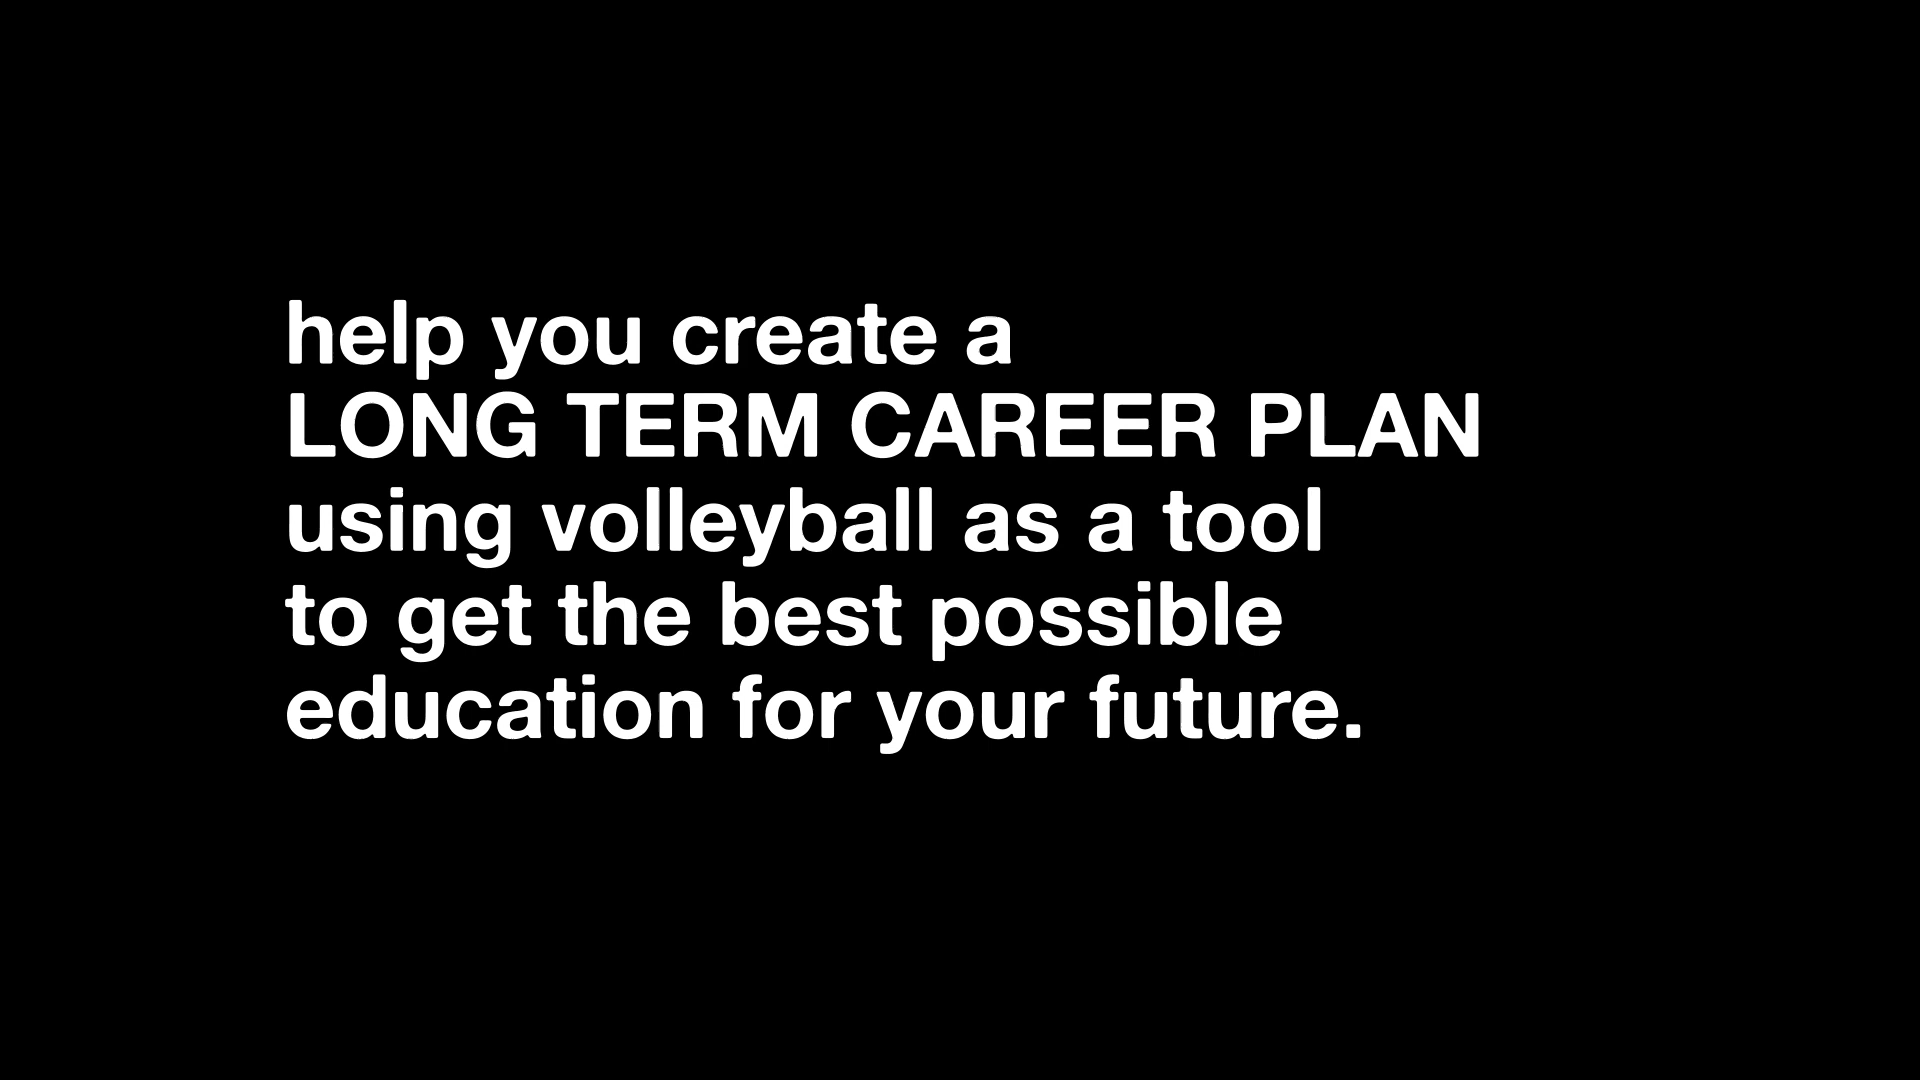 help you create a
LONG TERM CAREER PLAN
using volleyball as a tool
to get the best possible
education for your future.